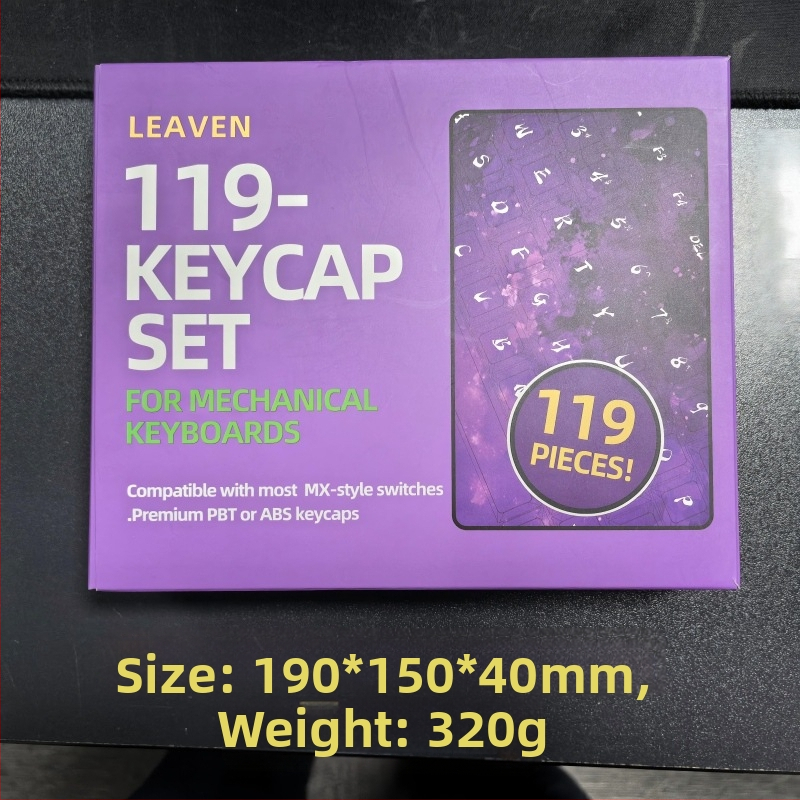 LEAVEN
119-
KEYCAP
SET
FOR MECHANICAL
KEYBOARDS
Compatible with most MX-style switches
.Premium PBT or ABS keycaps
119
PIECES!
Size: 190*150*40mm,
Weight: 320g